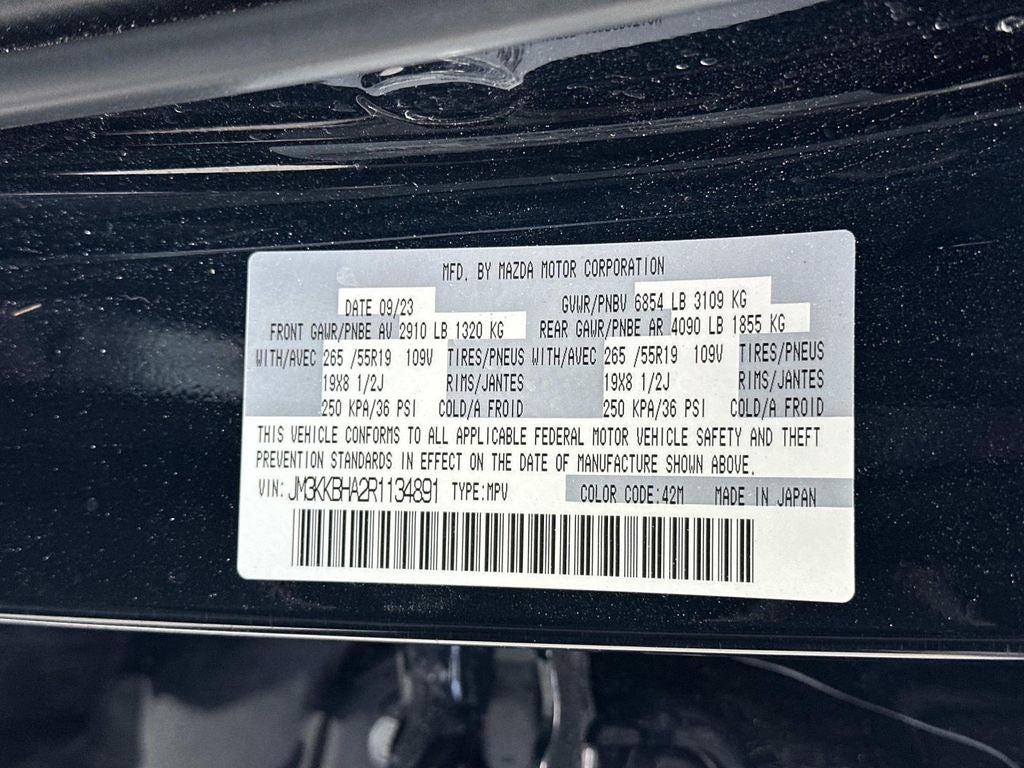 MFD. BY MAZDA MOTOR CORPORATION
DATE 09/23 GVWR/PNBV 6854 LB 3109 KG
FRONT GAWR/PNBE AV 2910 LB 1320 KG REAR GAWR/PNBE AR 4090 LB 1855 KG
WITH/AVEC 265 /55R19 109V TIRES/PNEUS WITH/AVEC 265 /55R19 109V TIRES/PNEUS
19X8 1/2J RIMS/JANTES 19X8 1/2J RIMS/JANTES
250 KPA/36 PSI COLD/A FROID 250 KPA/36 PSI COLD/A FROID
THIS VEHICLE CONFORMS TO ALL APPLICABLE FEDERAL MOTOR VEHICLE SAFETY AND THEFT
PREVENTION STANDARDS IN EFFECT ON THE DATE OF MANUFACTURE SHOWN ABOVE.
VIN: JM3KKBHA2R1134891 TYPE:MPV COLOR CODE:42M MADE IN JAPAN